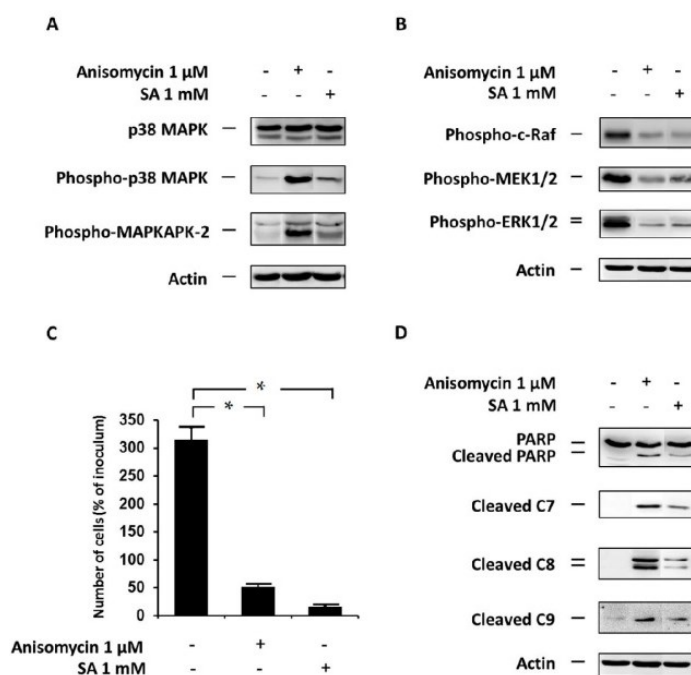 A
Anisomycin 1 µM - + -
SA 1 mM - - +
p38 MAPK –
Phospho-p38 MAPK –
Phospho-MAPKAPK-2 –
Actin –
B
Anisomycin 1 µM - + -
SA 1 mM - - +
Phospho-c-Raf –
Phospho-MEK1/2 –
Phospho-ERK1/2 =
Actin –
C
* 
*
Number of cells (% of inoculum)
350
300
250
200
150
100
50
0
Anisomycin 1 µM - + -
SA 1 mM - - +
D
Anisomycin 1 µM - + -
SA 1 mM - - +
PARP –
Cleaved PARP –
Cleaved C7 –
Cleaved C8 =
Cleaved C9 –
Actin –